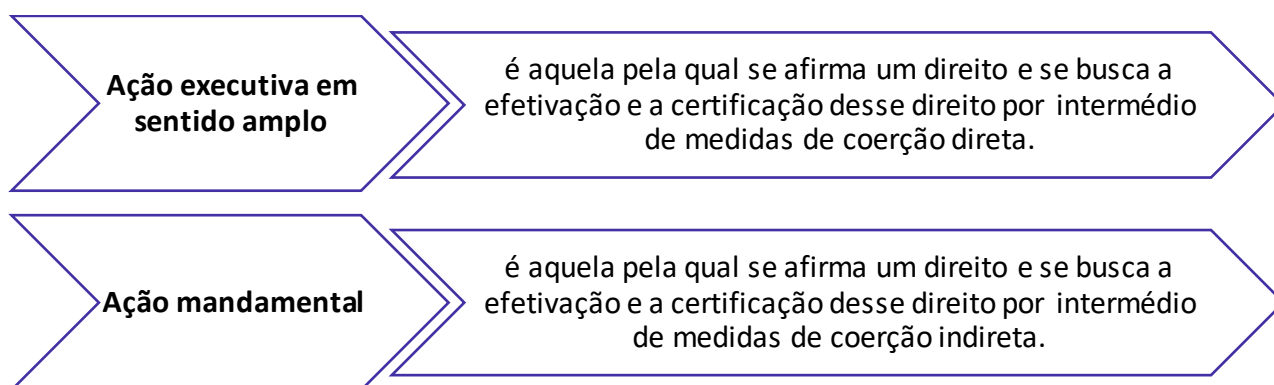 Ação executiva em
sentido amplo
é aquela pela qual se afirma um direito e se busca a
efetivação e a certificação desse direito por intermédio
de medidas de coerção direta.
Ação mandamental
é aquela pela qual se afirma um direito e se busca a
efetivação e a certificação desse direito por intermédio
de medidas de coerção indireta.